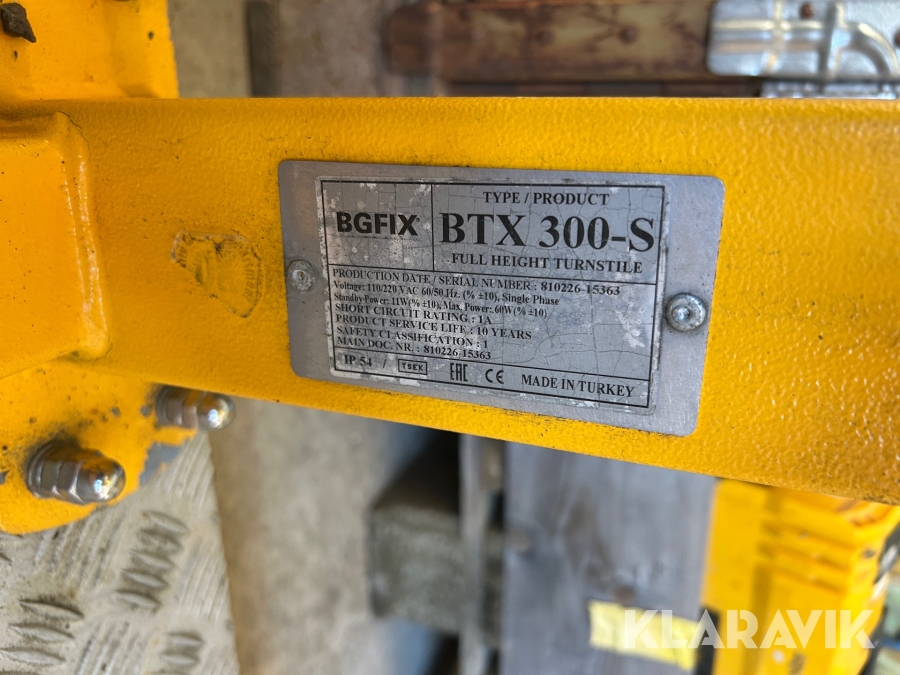 BGFIX
TYPE / PRODUCT
BTX 300-S
FULL HEIGHT TURNSTILE
PRODUCTION DATE / SERIAL NUMBER : 810226-15363
Voltage: 110/220 VAC 60/50 Hz. (% ±10), Single Phase
Standby Power: 11W(% ±10), Max. Power: 60W(% ±10)
SHORT CIRCUIT RATING : 1A
PRODUCT SERVICE LIFE : 10 YEARS
SAFETY CLASSIFICATION : 1
MAIN DOC. NR. : 810226-15363
IP 54 / TSEK EAC CE MADE IN TURKEY
KLARAVIK